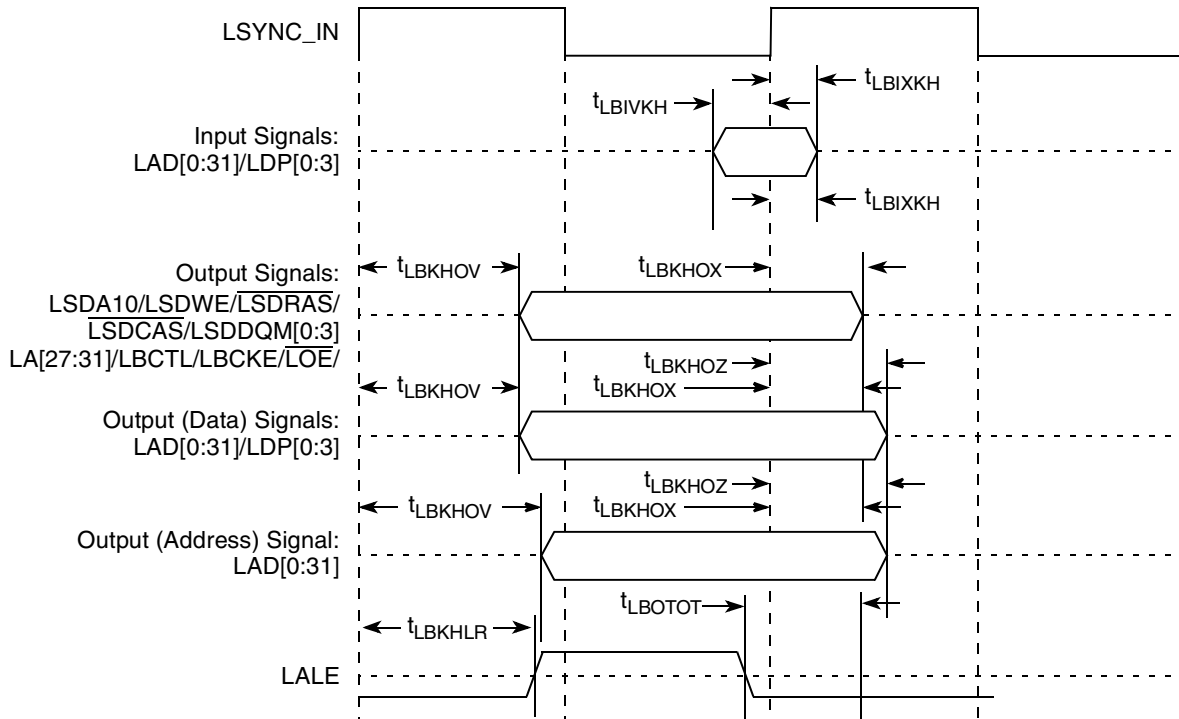 LSYNC_IN
tLBIXKH
tLBIVKH
Input Signals:
LAD[0:31]/LDP[0:3]
tLBIXKH
Output Signals:
tLBKHOV
tLBKHOX
LSDA10/LSDWE/LSDRAS/
LSDCAS/LSDDQM[0:3]
LA[27:31]/LBCTL/LBCKE/LOE/
tLBKHOZ
tLBKHOV
tLBKHOX
Output (Data) Signals:
LAD[0:31]/LDP[0:3]
tLBKHOZ
tLBKHOV
tLBKHOX
Output (Address) Signal:
LAD[0:31]
tLBOTOT
tLBKHLR
LALE